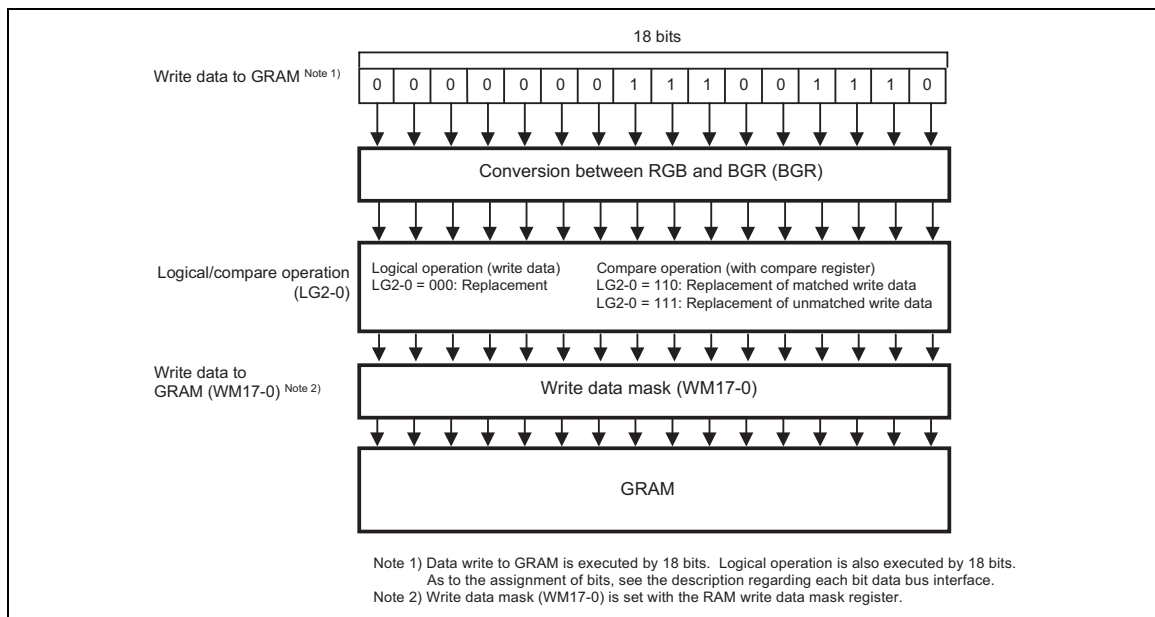 18 bits
Write data to GRAM Note 1)
0 0 0 0 0 0 0 1 1 1 0 0 1 1 1 0
Conversion between RGB and BGR (BGR)
Logical/compare operation
(LG2-0)
Logical operation (write data)
LG2-0 = 000: Replacement
Compare operation (with compare register)
LG2-0 = 110: Replacement of matched write data
LG2-0 = 111: Replacement of unmatched write data
Write data to
GRAM (WM17-0) Note 2)
Write data mask (WM17-0)
GRAM
Note 1) Data write to GRAM is executed by 18 bits. Logical operation is also executed by 18 bits.
As to the assignment of bits, see the description regarding each bit data bus interface.
Note 2) Write data mask (WM17-0) is set with the RAM write data mask register.